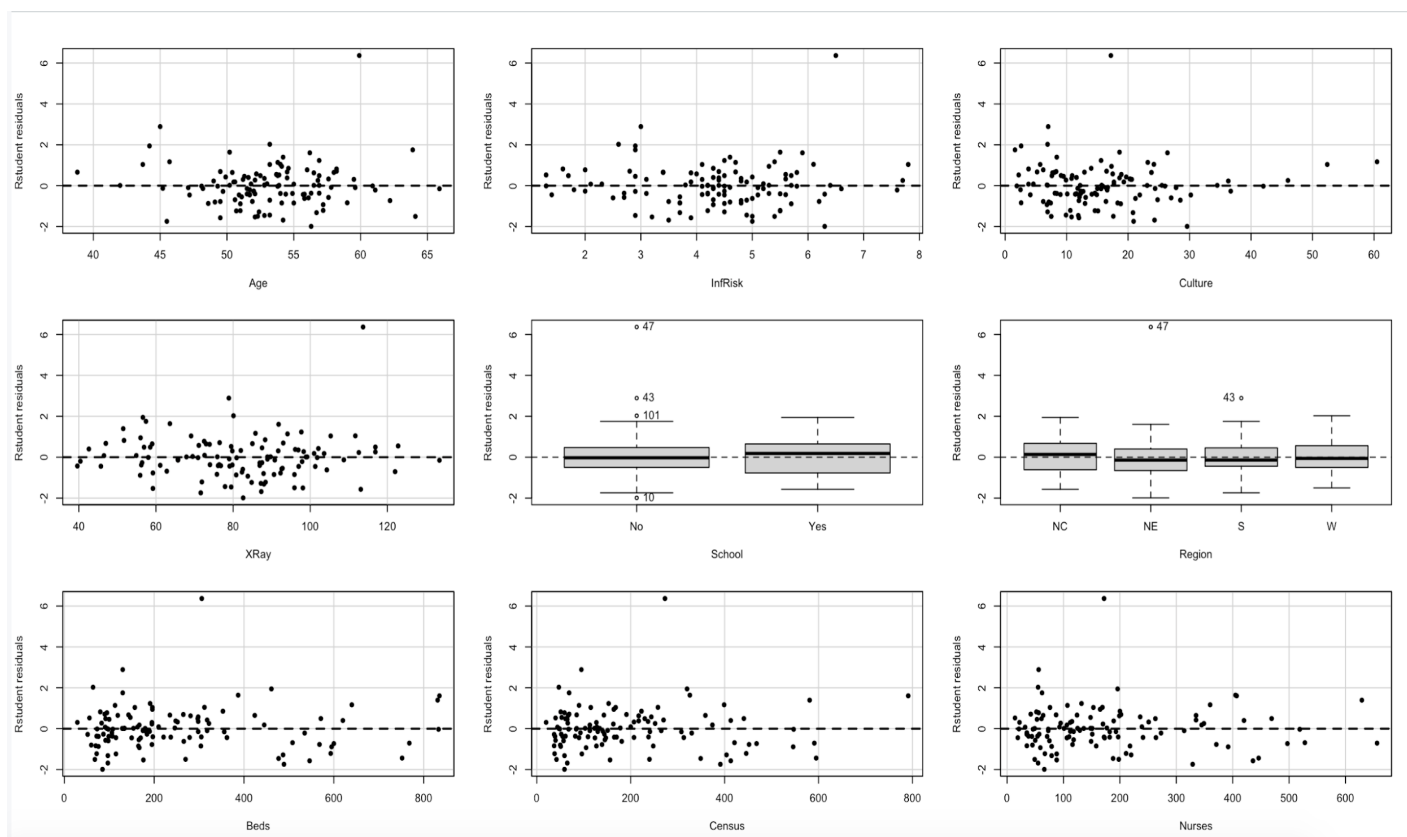 Rstudent residuals
-2 0 2 4 6
40 45 50 55 60 65
Age
Rstudent residuals
-2 0 2 4 6
2 3 4 5 6 7 8
InfRisk
Rstudent residuals
-2 0 2 4 6
0 10 20 30 40 50 60
Culture
Rstudent residuals
-2 0 2 4 6
40 60 80 100 120
XRay
Rstudent residuals
-2 0 2 4 6
47
43
101
10
No Yes
School
Rstudent residuals
-2 0 2 4 6
47
43
NC NE S W
Region
Rstudent residuals
-2 0 2 4 6
0 200 400 600 800
Beds
Rstudent residuals
-2 0 2 4 6
0 200 400 600 800
Census
Rstudent residuals
-2 0 2 4 6
0 100 200 300 400 500 600
Nurses